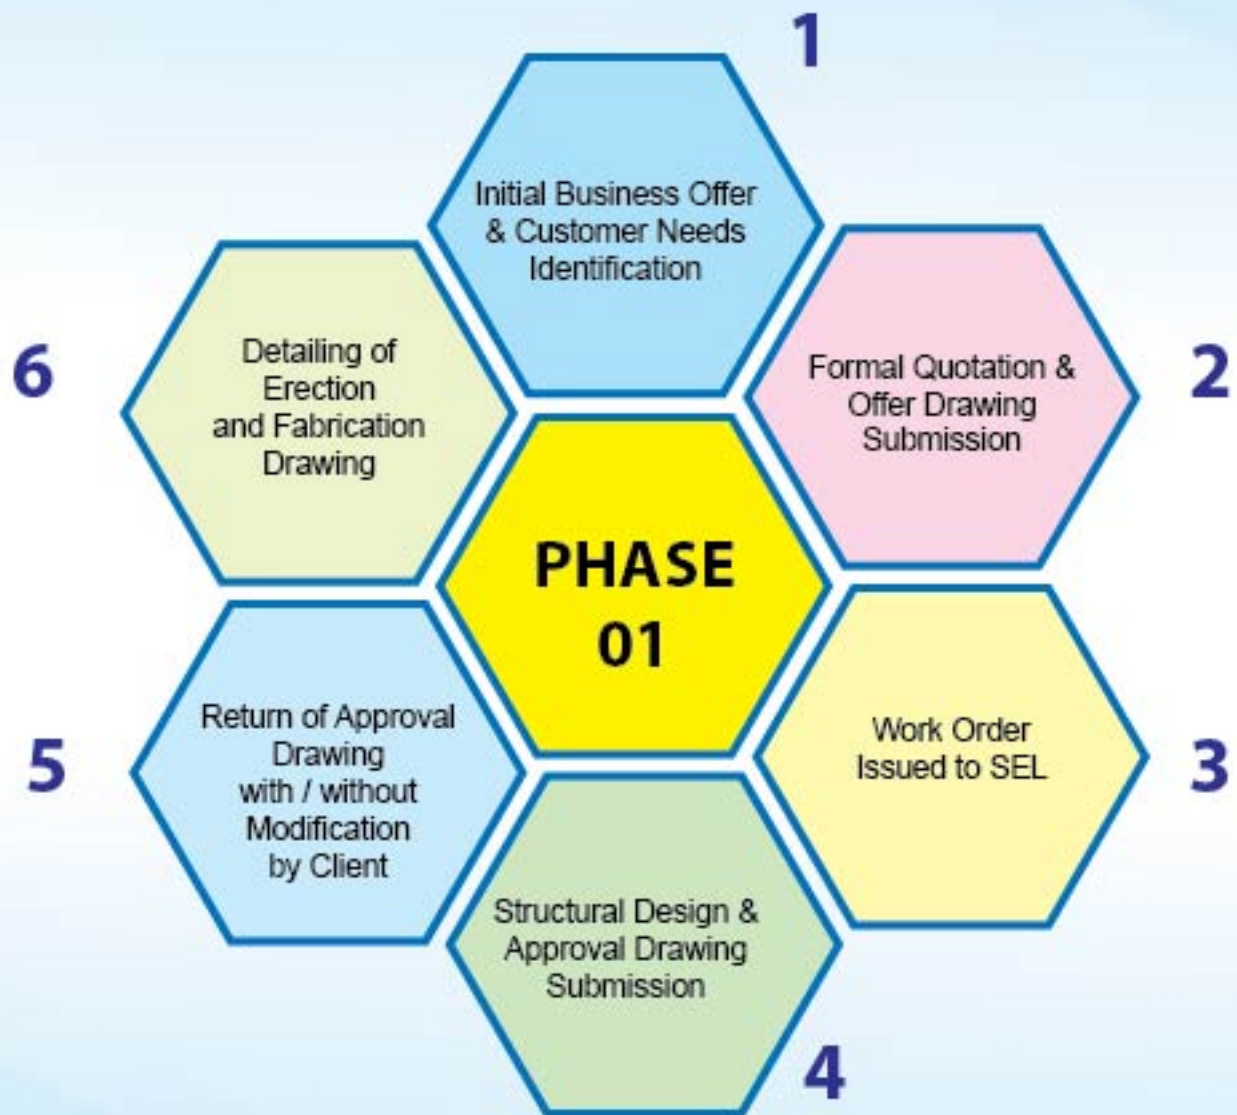 1
Initial Business Offer
& Customer Needs
Identification
2
Formal Quotation &
Offer Drawing
Submission
3
Work Order
Issued to SEL
4
Structural Design &
Approval Drawing
Submission
5
Return of Approval
Drawing
with / without
Modification
by Client
6
Detailing of
Erection
and Fabrication
Drawing
PHASE
01